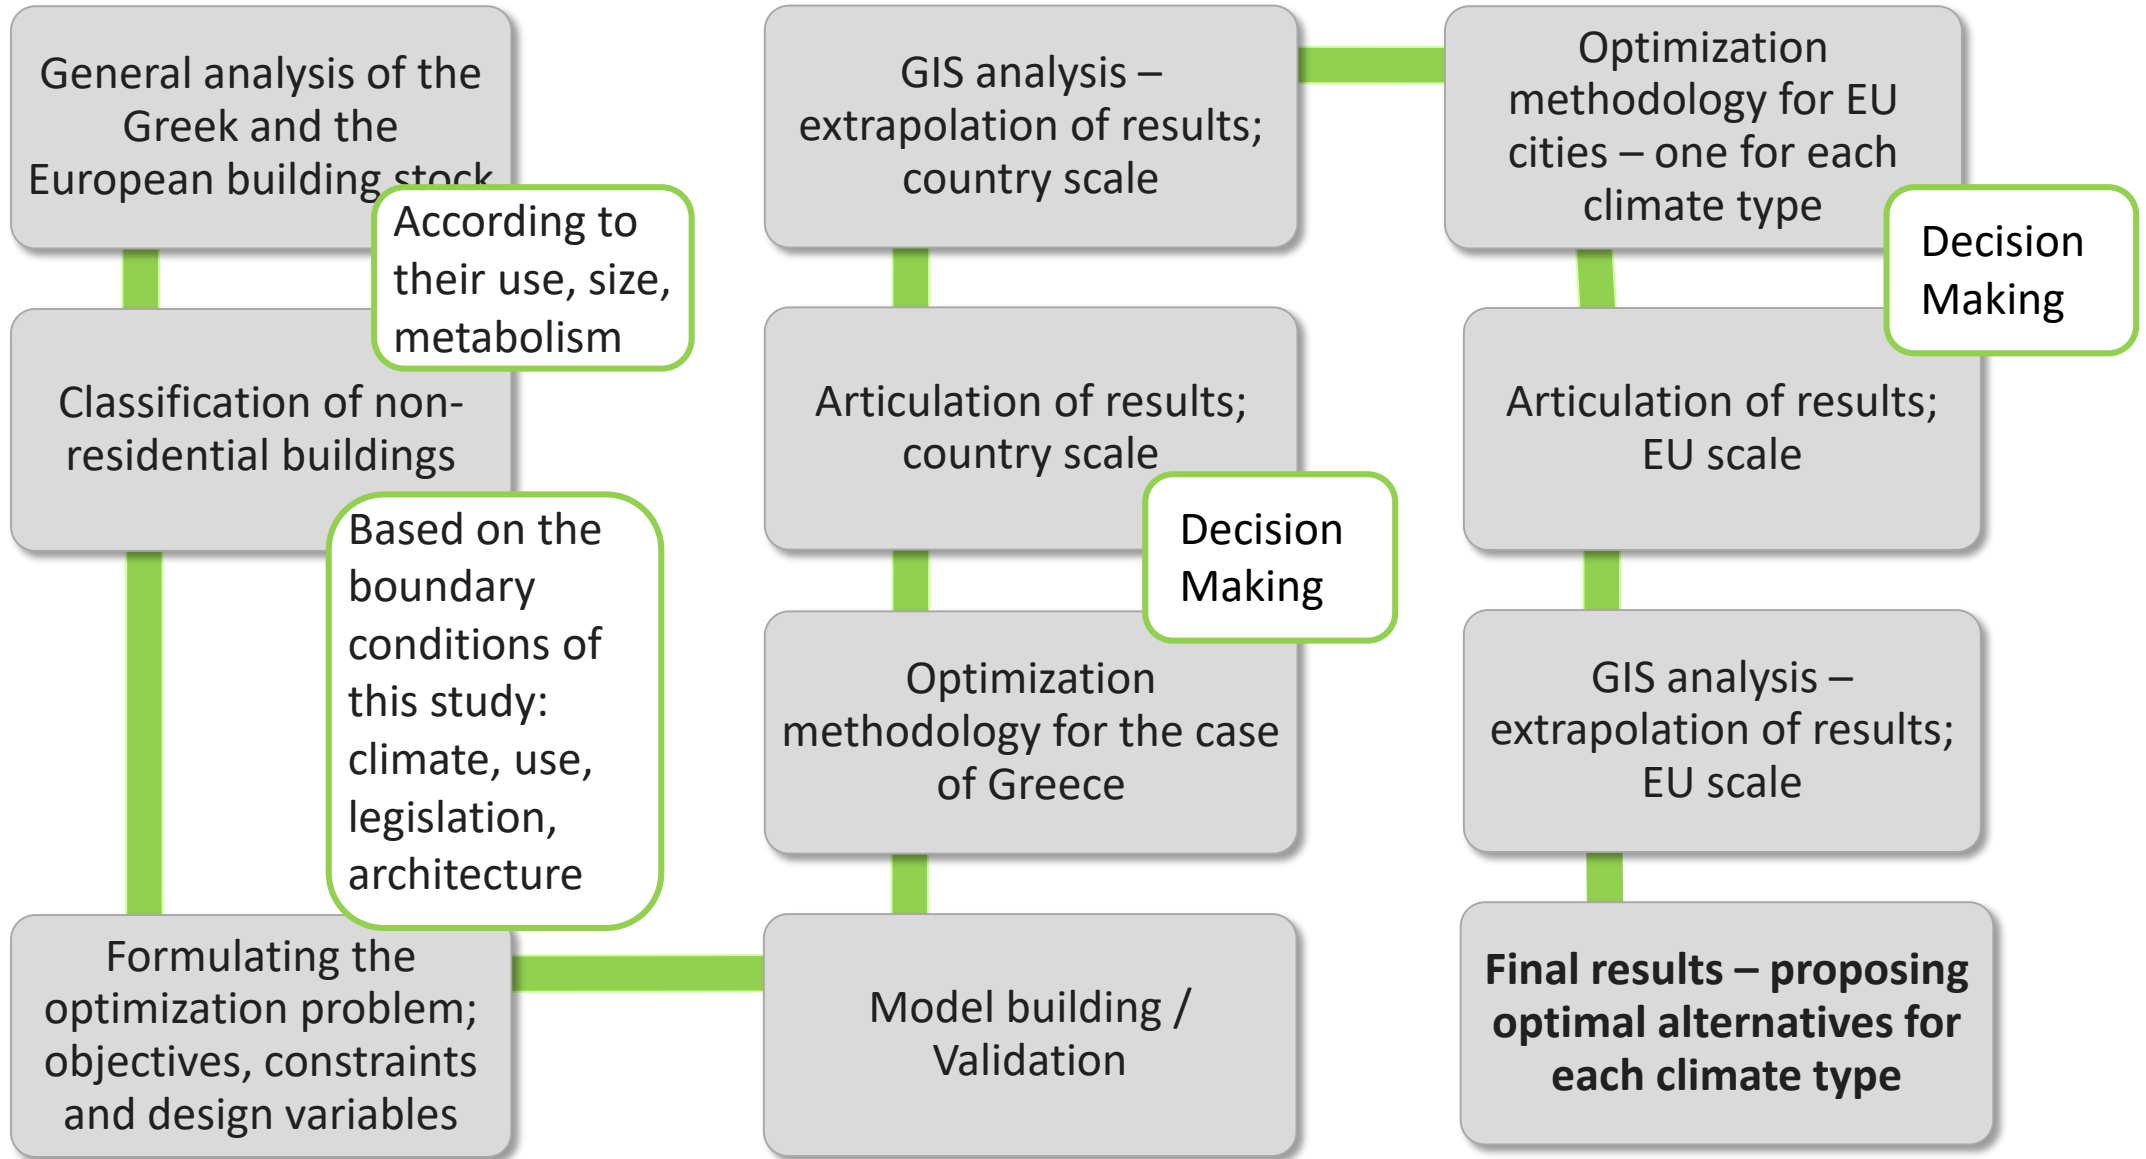 General analysis of the
Greek and the
European building stock
According to
their use, size,
metabolism
Classification of non-
residential buildings
Based on the
boundary
conditions of
this study:
climate, use,
legislation,
architecture
Formulating the
optimization problem;
objectives, constraints
and design variables
Model building /
Validation
Optimization
methodology for the case
of Greece
Decision
Making
Articulation of results;
country scale
GIS analysis –
extrapolation of results;
country scale
Optimization
methodology for EU
cities – one for each
climate type
Decision
Making
Articulation of results;
EU scale
GIS analysis –
extrapolation of results;
EU scale
Final results – proposing
optimal alternatives for
each climate type